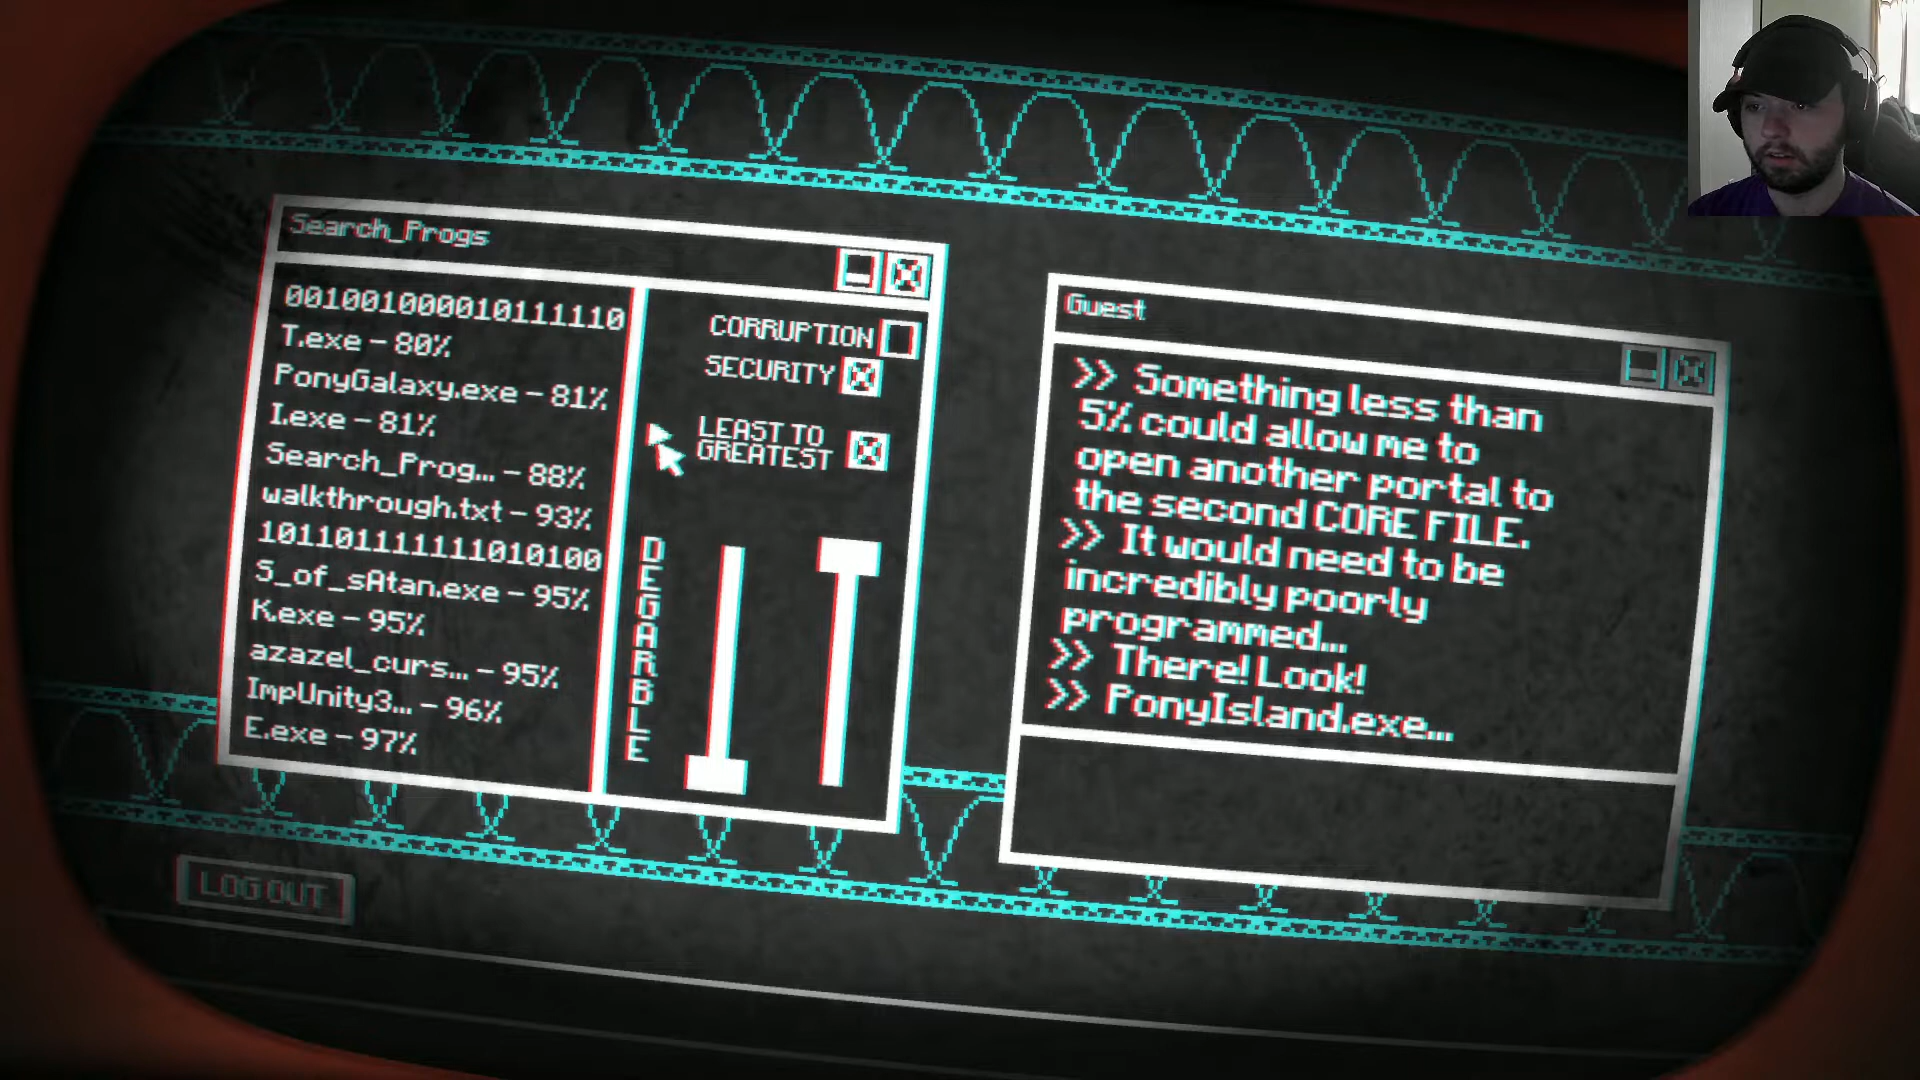 Search_Progs
001001000010111110
T.exe - 80%
PonyGalaxy.exe - 81%
I.exe - 81%
Search_Prog... - 88%
walkthrough.txt - 93%
101101111111010100
S_of_sAtan.exe - 95%
K.exe - 95%
azazel_curs... - 95%
ImpUnity3... - 96%
E.exe - 97%
CORRUPTION
SECURITY
LEAST TO
GREATEST
DEGARBLE
Guest
>> Something less than
5% could allow me to
open another portal to
the second CORE FILE.
>> It would need to be
incredibly poorly
programmed...
>> There! Look!
>> PonyIsland.exe...
LOG OUT